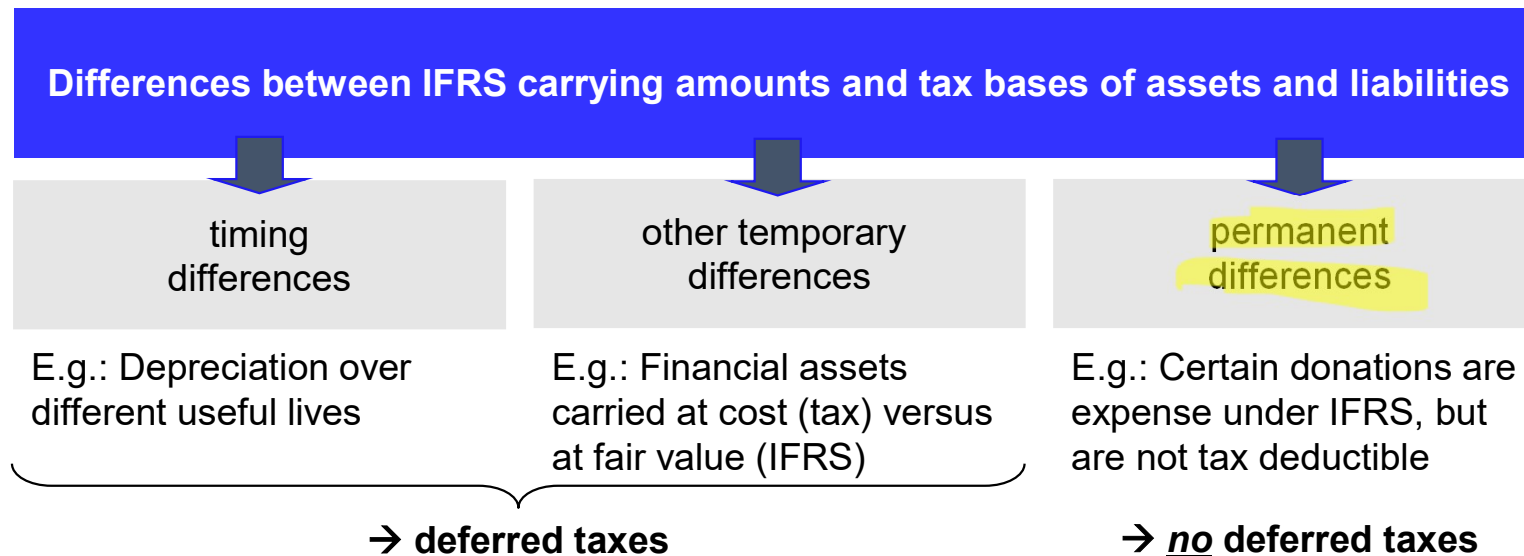 Differences between IFRS carrying amounts and tax bases of assets and liabilities
timing
differences
E.g.: Depreciation over
different useful lives
other temporary
differences
E.g.: Financial assets
carried at cost (tax) versus
at fair value (IFRS)
→ deferred taxes
permanent
differences
E.g.: Certain donations are
expense under IFRS, but
are not tax deductible
→ no deferred taxes